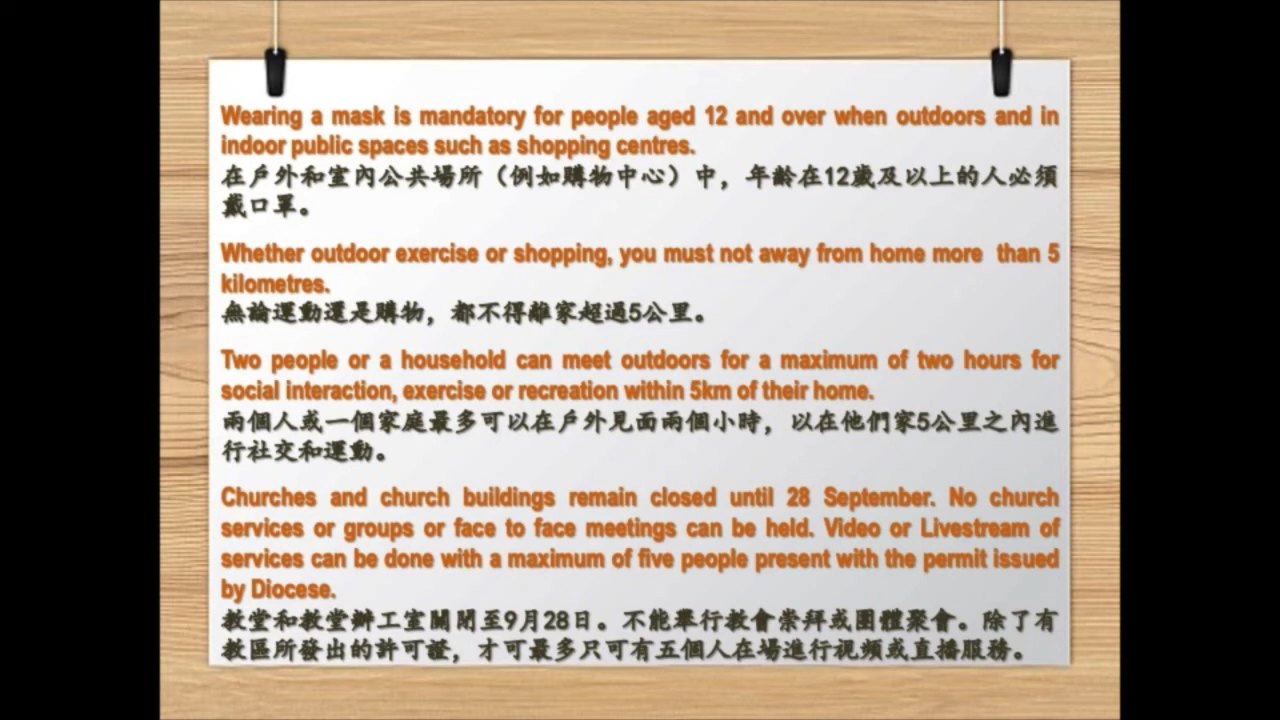 Wearing a mask is mandatory for people aged 12 and over when outdoors and in
indoor public spaces such as shopping centres.
在戶外和室內公共場所（例如購物中心）中，年齡在12歲及以上的人必須
戴口罩。
Whether outdoor exercise or shopping, you must not away from home more than 5
kilometres.
無論運動還是購物，都不得離家超過5公里。
Two people or a household can meet outdoors for a maximum of two hours for
social interaction, exercise or recreation within 5km of their home.
兩個人或一個家庭最多可以在戶外見面兩個小時，以在他們家5公里之內進
行社交和運動。
Churches and church buildings remain closed until 28 September. No church
services or groups or face to face meetings can be held. Video or Livestream of
services can be done with a maximum of five people present with the permit issued
by Diocese.
教堂和教堂辦工室關閉至9月28日。不能舉行教會崇拜或團體聚會。除了有
教區所發出的許可證，才可最多只可有五個人在場進行視頻或直播服務。